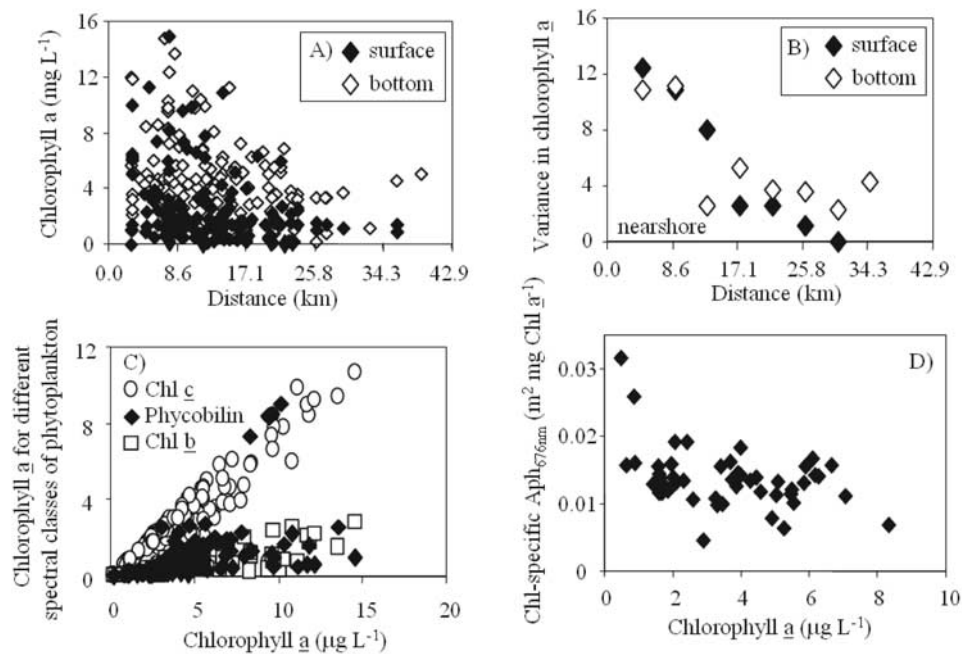 A)
surface
bottom
Chlorophyll a (mg L-1)
16
12
8
4
0
0.0 8.6 17.1 25.8 34.3 42.9
Distance (km)
B)
surface
bottom
Variance in chlorophyll a
16
12
8
4
0
nearshore
0.0 8.6 17.1 25.8 34.3 42.9
Distance (km)
C)
Chl c
Phycobilin
Chl b
Chlorophyll a for different
spectral classes of phytoplankton
12
8
4
0
0 5 10 15 20
Chlorophyll a (µg L-1)
D)
Chl-specific Aph676nm (m2 mg Chl a-1)
0.03
0.02
0.01
0
0 2 4 6 8 10
Chlorophyll a (µg L-1)